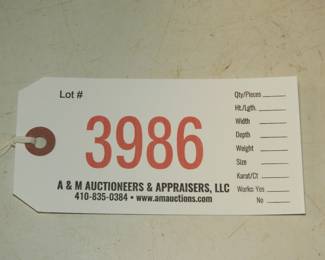 Lot #
3986
A & M AUCTIONEERS & APPRAISERS, LLC
410-835-0384 • www.amauctions.com
Qty/Pieces
Ht./Lgth.
Width
Depth
Weight
Size
Karat/Ct
Works-Yes
No